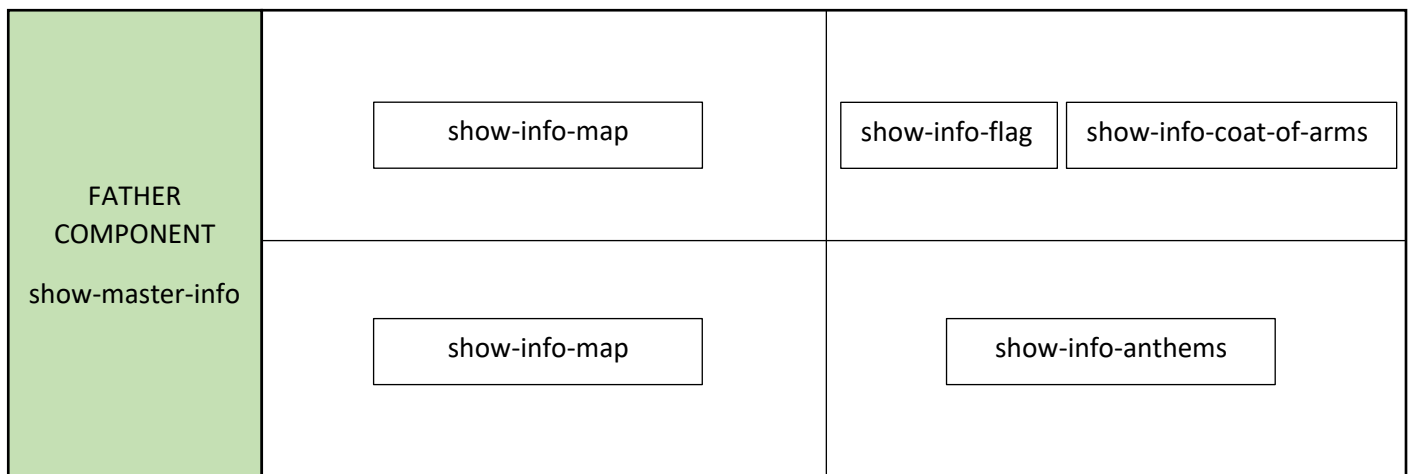 FATHER
COMPONENT
show-master-info
show-info-map
show-info-flag
show-info-coat-of-arms
show-info-map
show-info-anthems